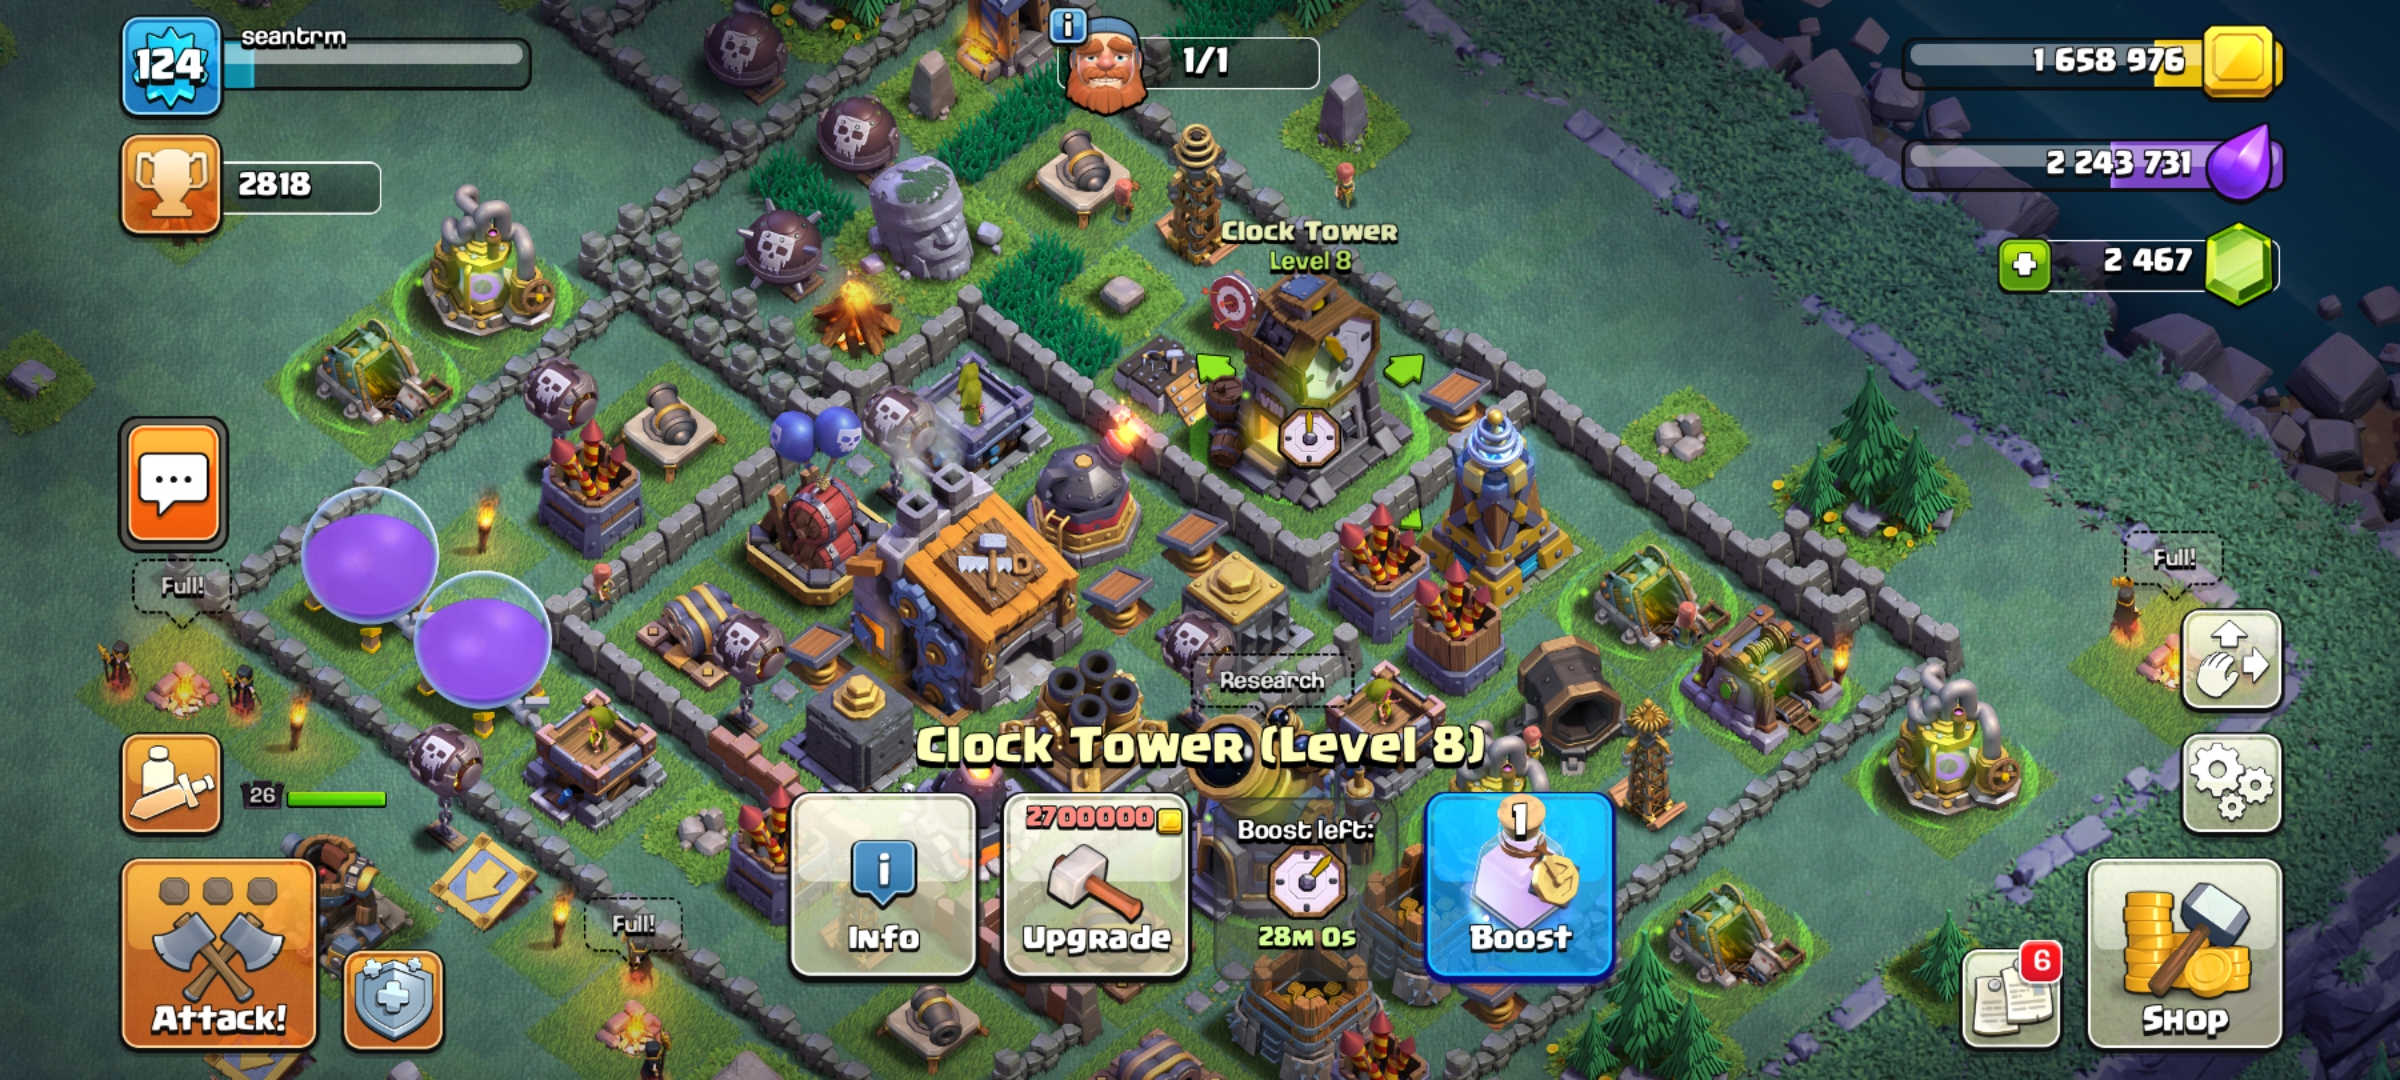 124
seantrm
1/1
1 658 976
2818
2 243 731
2 467
Clock Tower
Level 8
Full!
Full!
Research
Clock Tower (Level 8)
26
2700000
Boost left:
1
Info
Upgrade
28M 0s
Boost
Full!
6
Attack!
Shop